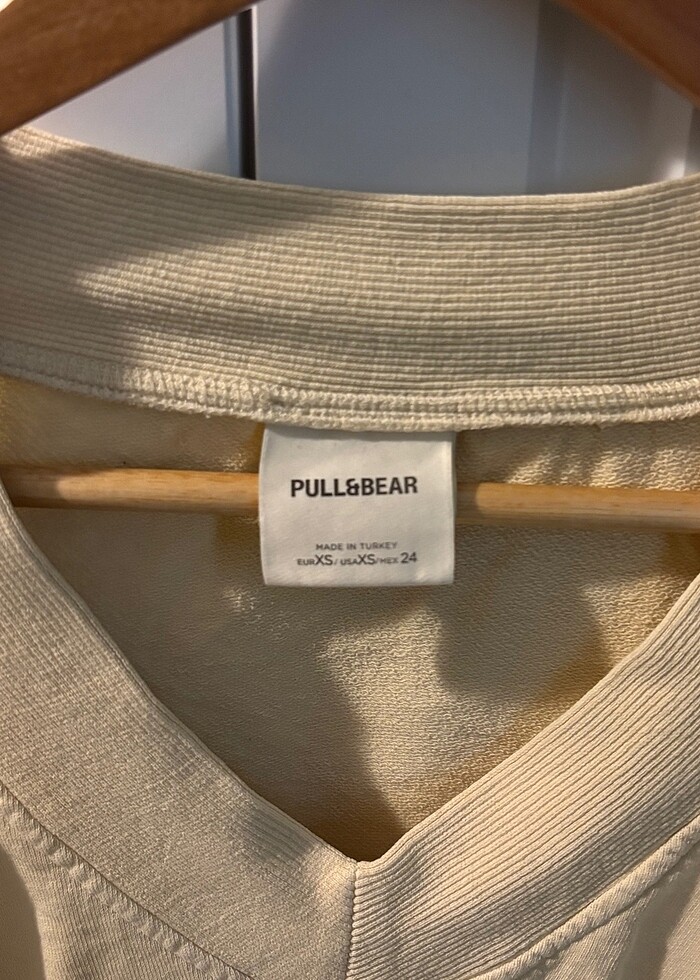 PULL&BEAR
MADE IN TURKEY
EURXS/ USAXS/MEX 24